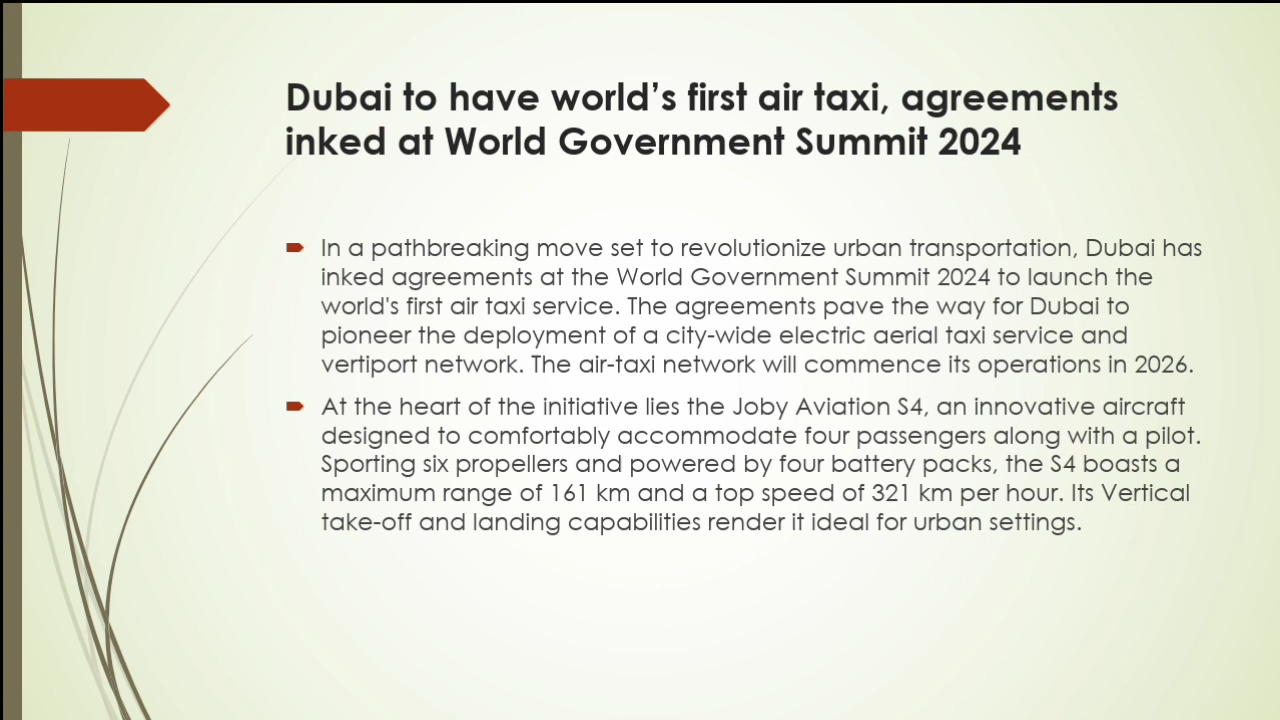 Dubai to have world’s first air taxi, agreements
inked at World Government Summit 2024
In a pathbreaking move set to revolutionize urban transportation, Dubai has
inked agreements at the World Government Summit 2024 to launch the
world's first air taxi service. The agreements pave the way for Dubai to
pioneer the deployment of a city-wide electric aerial taxi service and
vertiport network. The air-taxi network will commence its operations in 2026.
At the heart of the initiative lies the Joby Aviation S4, an innovative aircraft
designed to comfortably accommodate four passengers along with a pilot.
Sporting six propellers and powered by four battery packs, the S4 boasts a
maximum range of 161 km and a top speed of 321 km per hour. Its Vertical
take-off and landing capabilities render it ideal for urban settings.